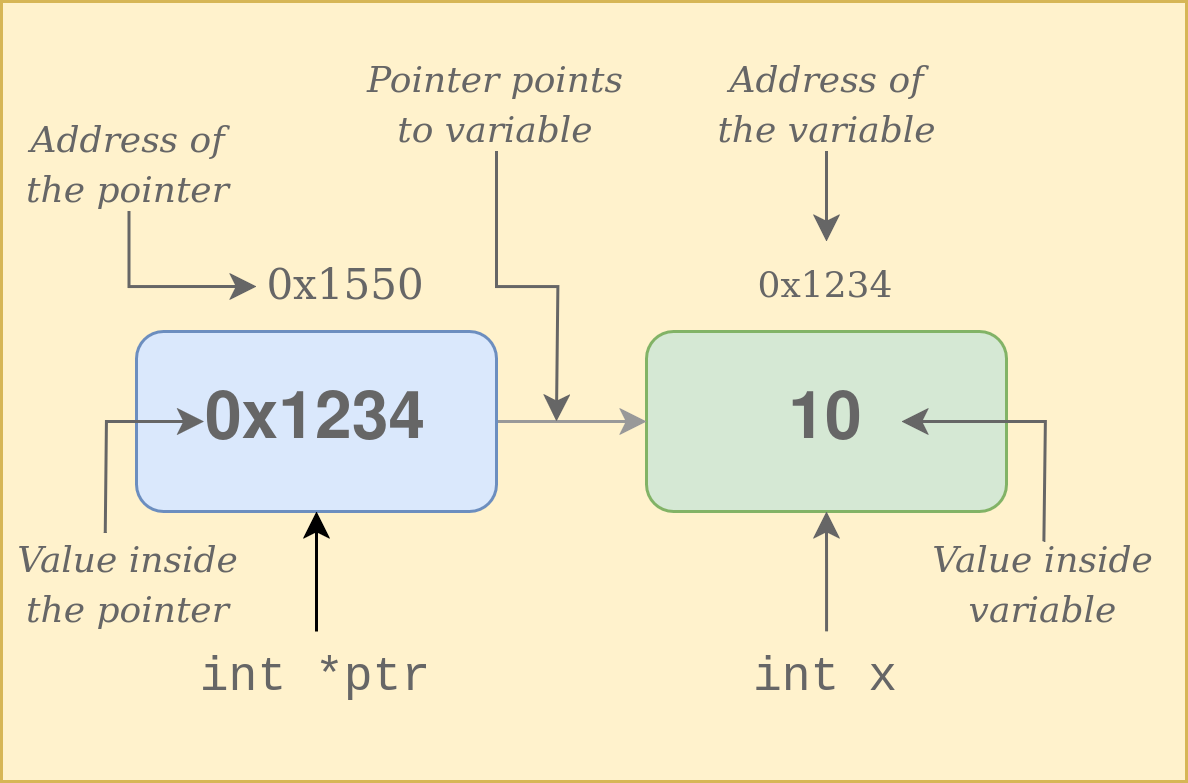 Pointer points
to variable
Address of
the variable
Address of
the pointer
0x1550
0x1234
0x1234
10
Value inside
the pointer
Value inside
variable
int *ptr
int x